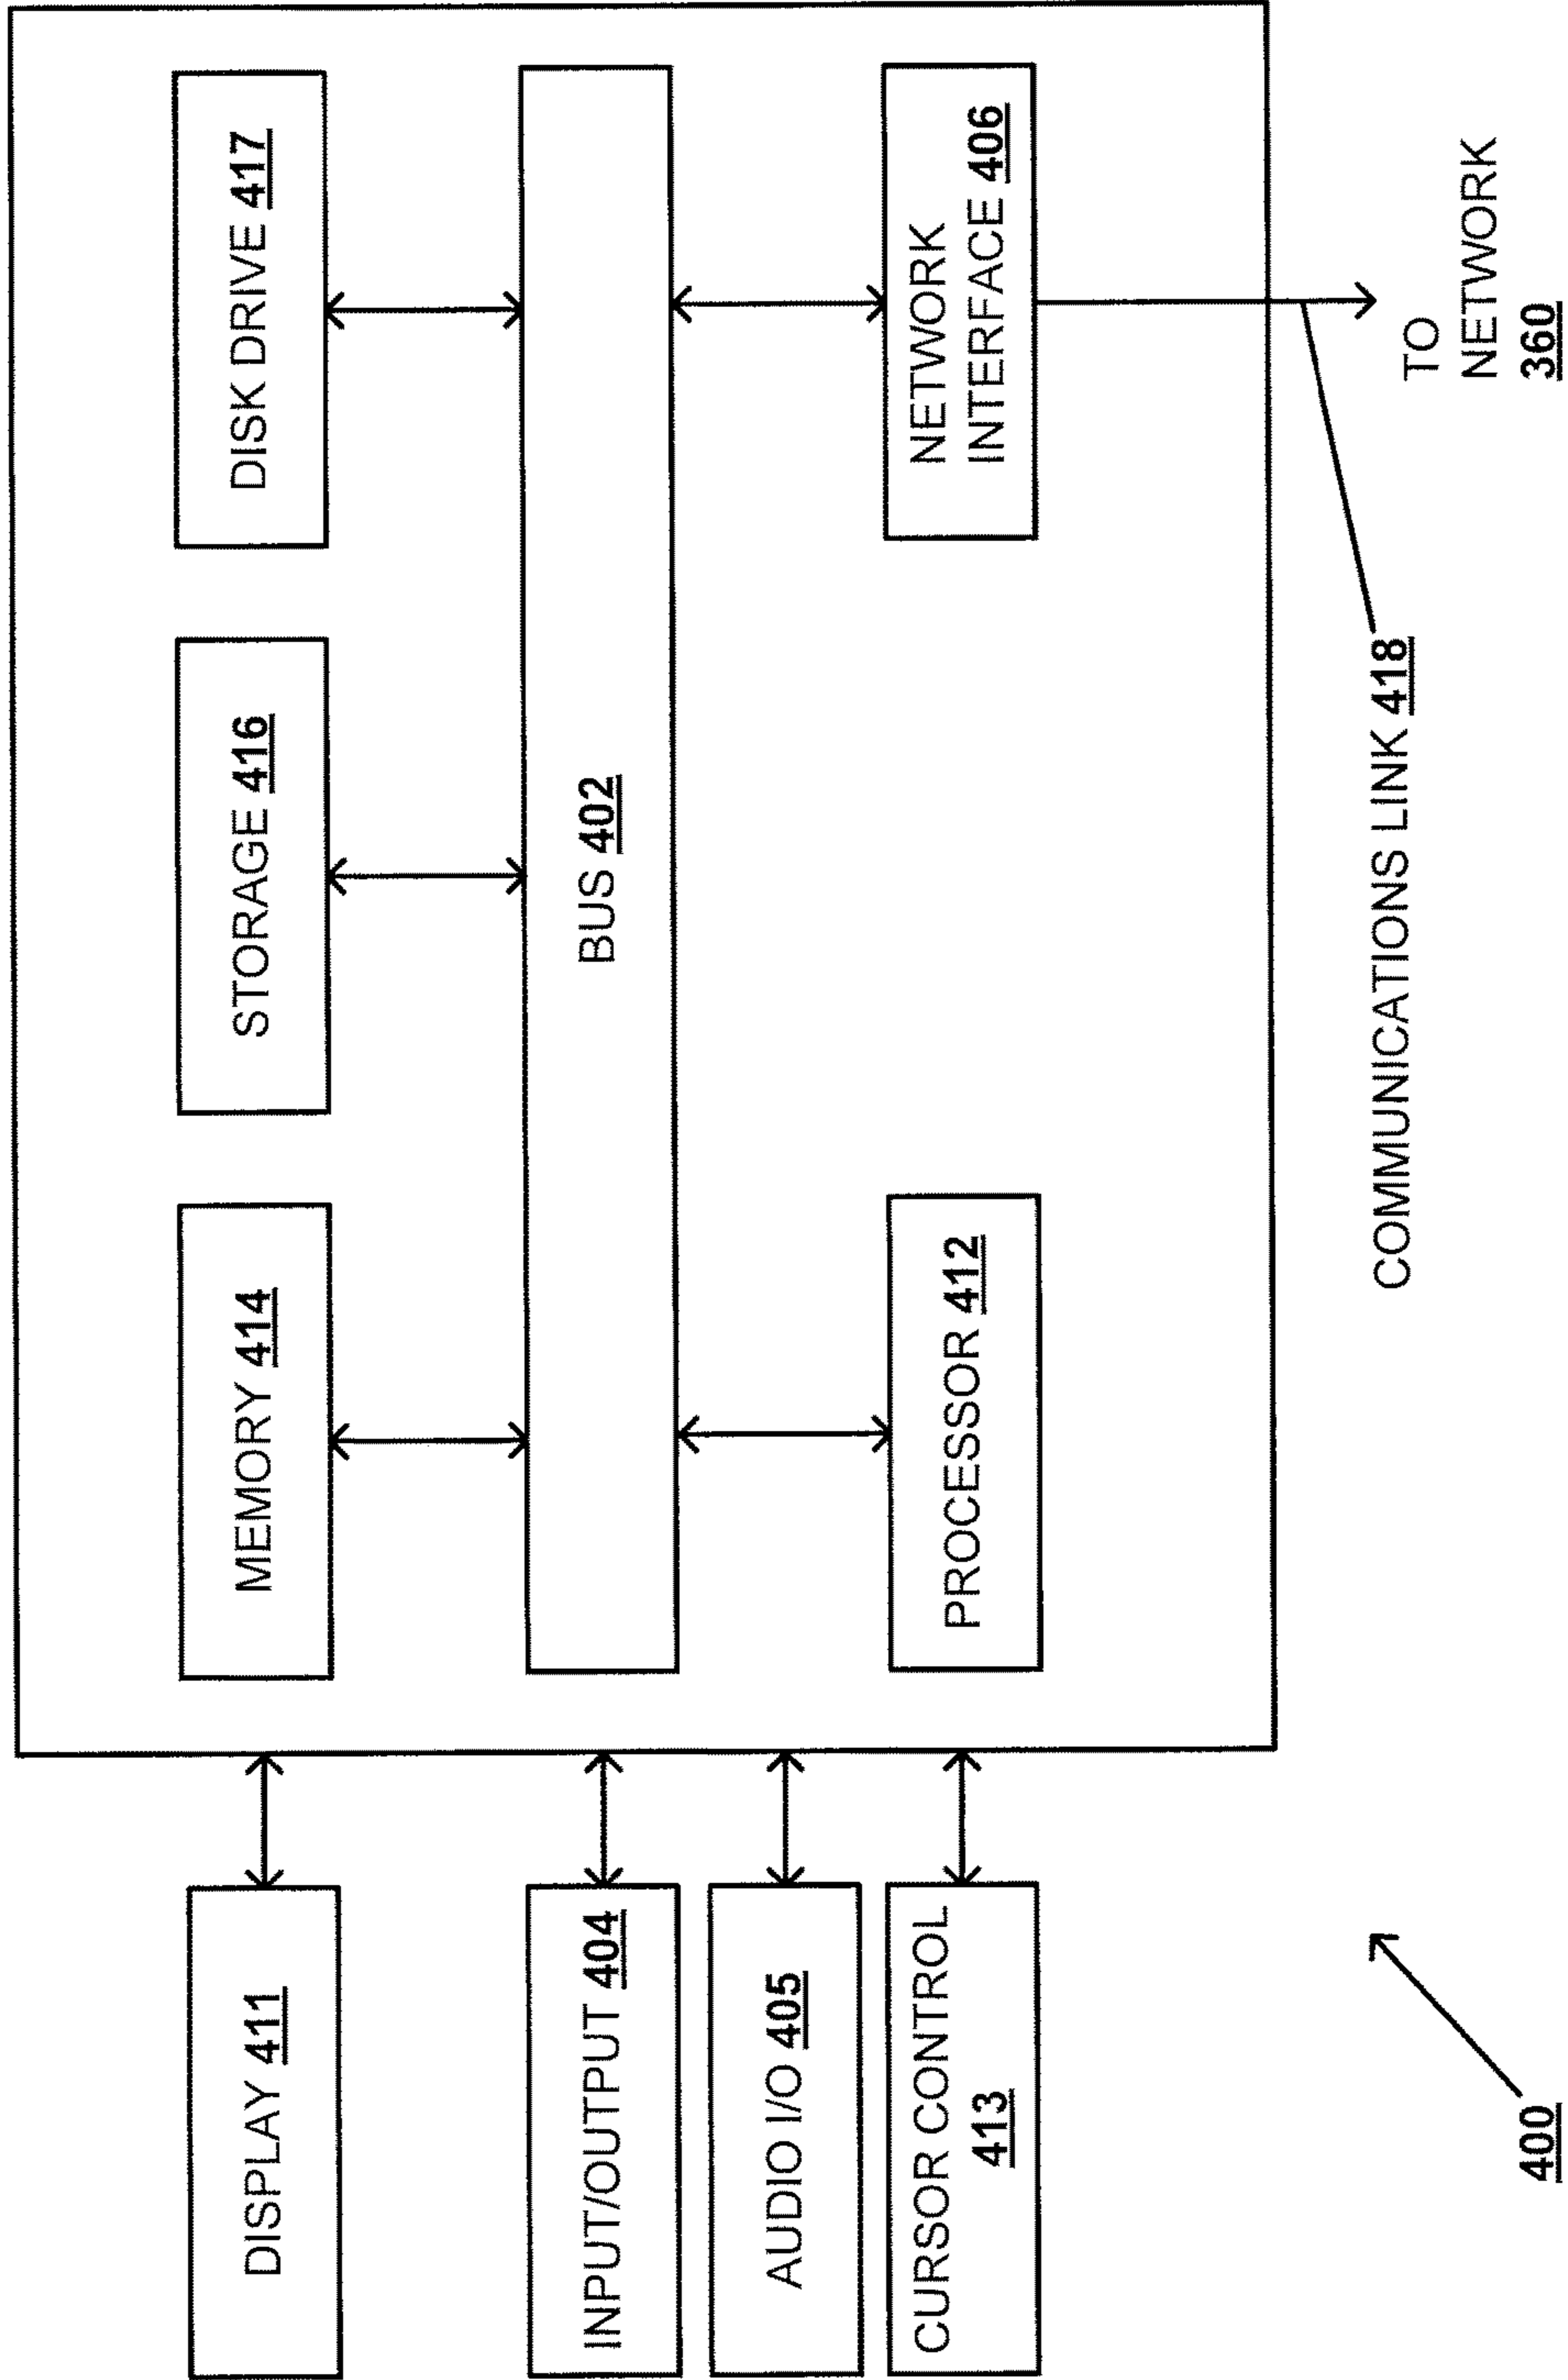 DISPLAY 411
INPUT/OUTPUT 404
AUDIO I/O 405
CURSOR CONTROL
413
MEMORY 414
STORAGE 416
DISK DRIVE 417
BUS 402
PROCESSOR 412
NETWORK
INTERFACE 406
COMMUNICATIONS LINK 418
TO
NETWORK
360
400